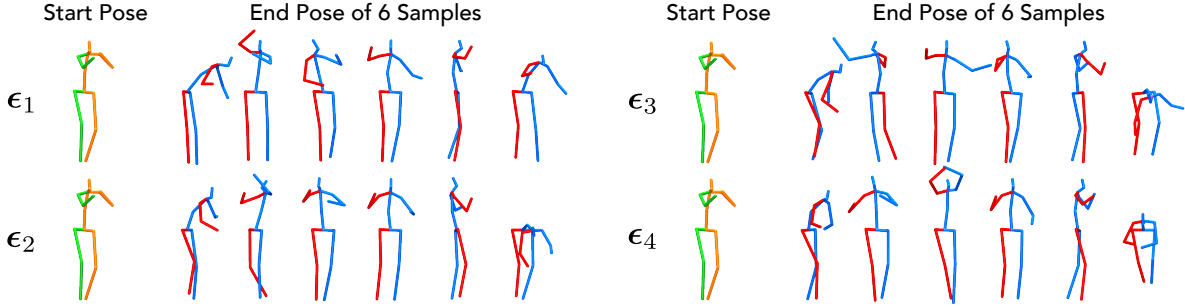 Start Pose End Pose of 6 Samples Start Pose End Pose of 6 Samples
ϵ₁ ϵ₃
ϵ₂ ϵ₄